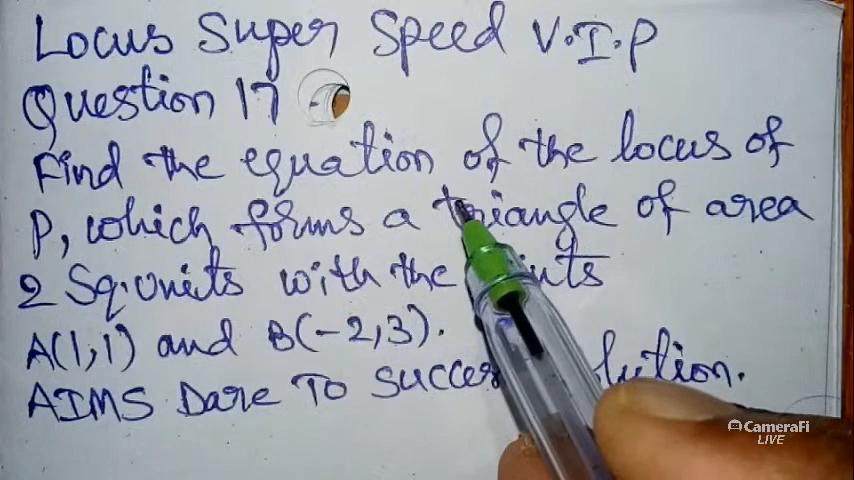 Locus Super Speed V.I.P
Question 17
Find the equation of the locus of
P, which forms a triangle of area
2 Sq.units with the
A(1,1) and B(-2,3).
AIMS Dare To
CameraFi
LIVE